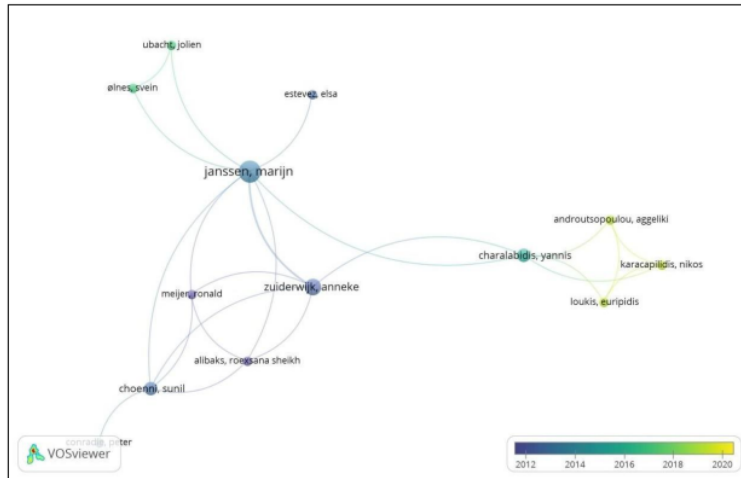 ubacht, jolien
ølnes, svein
estevez, elsa
janssen, marijn
androutsopoulou, aggeliki
charalabidis, yannis
karacapilidis, nikos
zuiderwijk, anneke
meijer, ronald
loukis, euripidis
alibaks, roexsana sheikh
choenni, sunil
conradie, peter
VOSviewer
2012 2014 2016 2018 2020